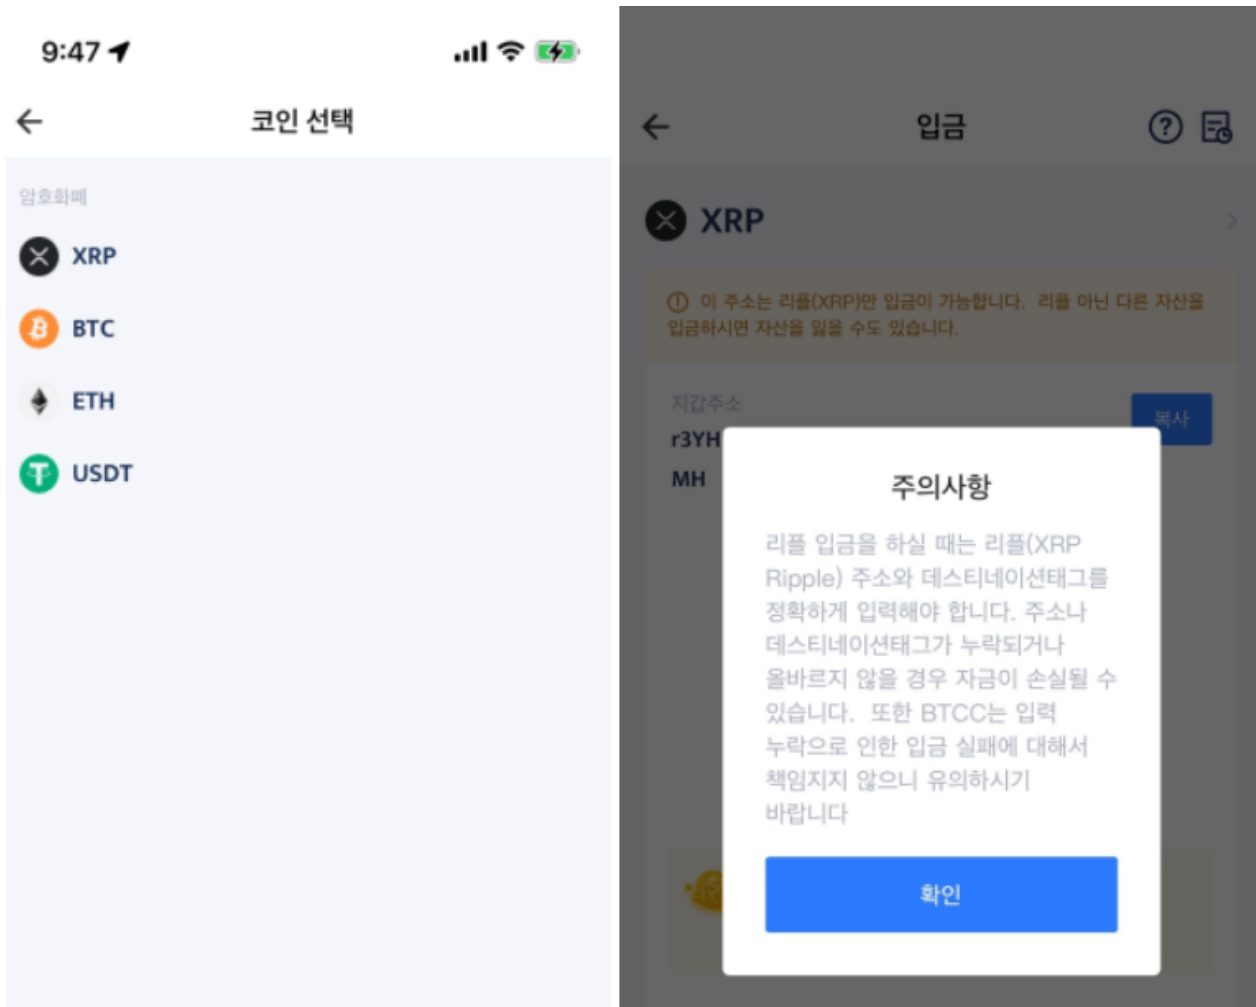 9:47
코인 선택
암호화폐
XRP
BTC
ETH
USDT
입금
XRP
이 주소는 리플(XRP)만 입금이 가능합니다. 리플 아닌 다른 자산을
입금하시면 자산을 잃을 수도 있습니다.
지갑주소
복사
r3YH
MH
주의사항
리플 입금을 하실 때는 리플(XRP
Ripple) 주소와 데스티네이션태그를
정확하게 입력해야 합니다. 주소나
데스티네이션태그가 누락되거나
올바르지 않을 경우 자금이 손실될 수
있습니다. 또한 BTCC는 입력
누락으로 인한 입금 실패에 대해서
책임지지 않으니 유의하시기
바랍니다
확인